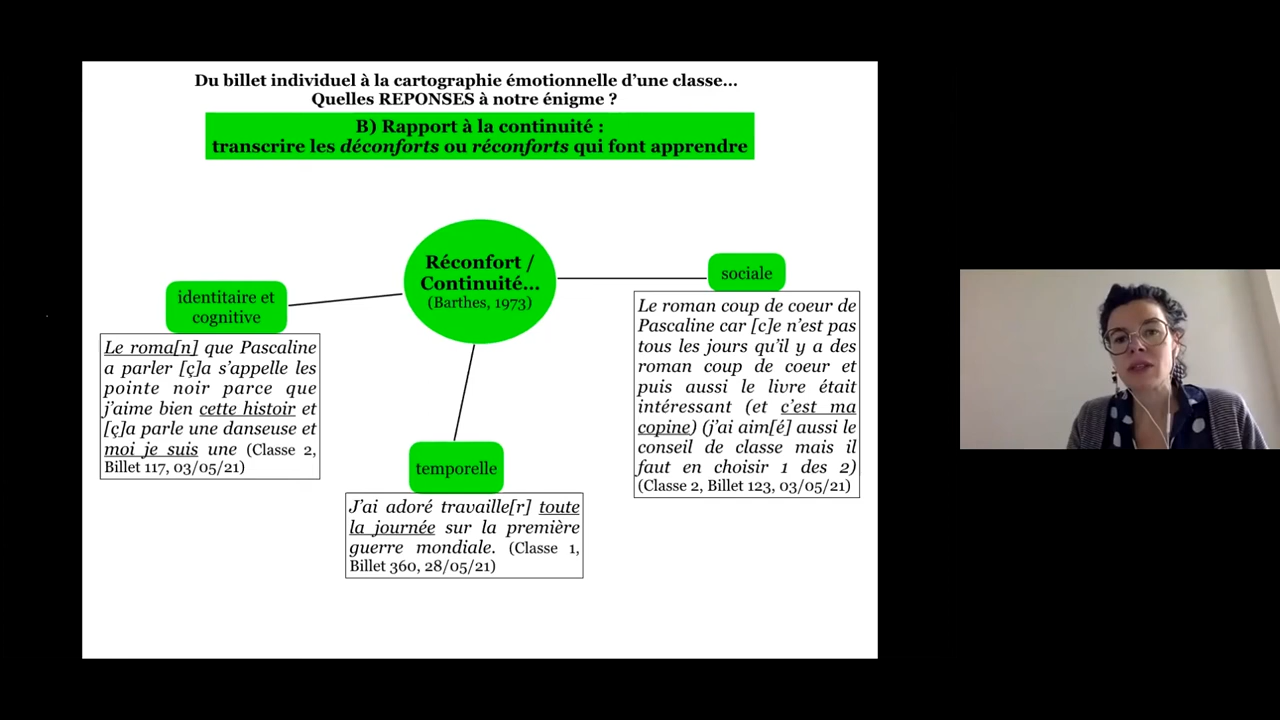 Du billet individuel à la cartographie émotionnelle d'une classe…
Quelles REPONSES à notre énigme ?
B) Rapport à la continuité :
transcrire les déconforts ou réconforts qui font apprendre
Réconfort /
Continuité…
(Barthes, 1973)
identitaire et
cognitive
Le roma[n] que Pascaline
a parler [ç]a s'appelle les
pointe noir parce que
j'aime bien cette histoir et
[ç]a parle une danseuse et
moi je suis une (Classe 2,
Billet 117, 03/05/21)
temporelle
J'ai adoré travaille[r] toute
la journée sur la première
guerre mondiale. (Classe 1,
Billet 360, 28/05/21)
sociale
Le roman coup de coeur de
Pascaline car [c]e n'est pas
tous les jours qu'il y a des
roman coup de coeur et
puis aussi le livre était
intéressant (et c'est ma
copine) (j'ai aim[é] aussi le
conseil de classe mais il
faut en choisir 1 des 2)
(Classe 2, Billet 123, 03/05/21)